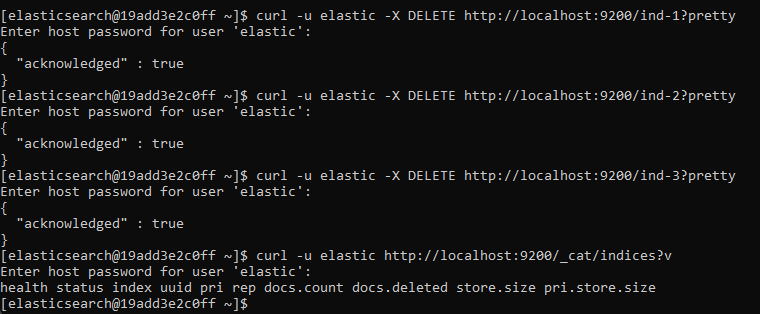 [elasticsearch@19add3e2c0ff ~]$ curl -u elastic -X DELETE http://localhost:9200/ind-1?pretty
Enter host password for user 'elastic':
{
  "acknowledged" : true
}
[elasticsearch@19add3e2c0ff ~]$ curl -u elastic -X DELETE http://localhost:9200/ind-2?pretty
Enter host password for user 'elastic':
{
  "acknowledged" : true
}
[elasticsearch@19add3e2c0ff ~]$ curl -u elastic -X DELETE http://localhost:9200/ind-3?pretty
Enter host password for user 'elastic':
{
  "acknowledged" : true
}
[elasticsearch@19add3e2c0ff ~]$ curl -u elastic http://localhost:9200/_cat/indices?v
Enter host password for user 'elastic':
health status index uuid pri rep docs.count docs.deleted store.size pri.store.size
[elasticsearch@19add3e2c0ff ~]$